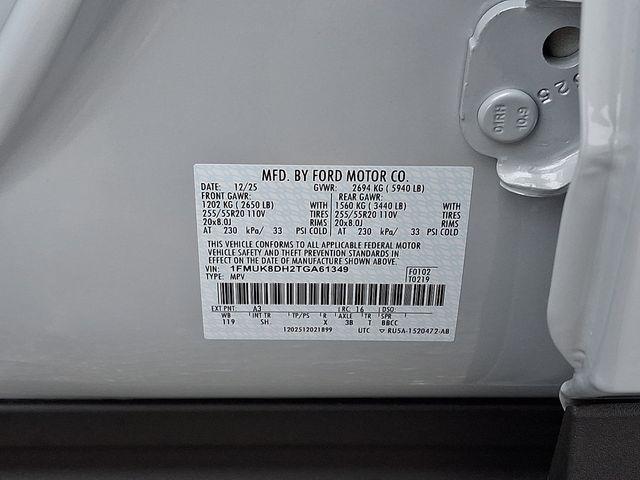 MFD. BY FORD MOTOR CO.
DATE: 12/25 GVWR: 2694 KG ( 5940 LB)
FRONT GAWR: REAR GAWR:
1202 KG ( 2650 LB) WITH 1560 KG ( 3440 LB) WITH
255/55R20 110V TIRES 255/55R20 110V TIRES
20x8.0J RIMS 20x8.0J RIMS
AT 230 kPa/ 33 PSI COLD AT 230 kPa/ 33 PSI COLD
THIS VEHICLE CONFORMS TO ALL APPLICABLE FEDERAL MOTOR
VEHICLE SAFETY AND THEFT PREVENTION STANDARDS IN
EFFECT ON THE DATE OF MANUFACTURE SHOWN ABOVE.
VIN: 1FMUK8DH2TGA61349 F0102
TYPE: MPV T0219
EXT PNT: A3 RC: 16 DSO:
WB INT TR TP/PS R AXLE TR SPR
119 SH X 3B T BBCC
1202512021899 UTC ▽ RU5A-1520472-AB
01RH
10.9